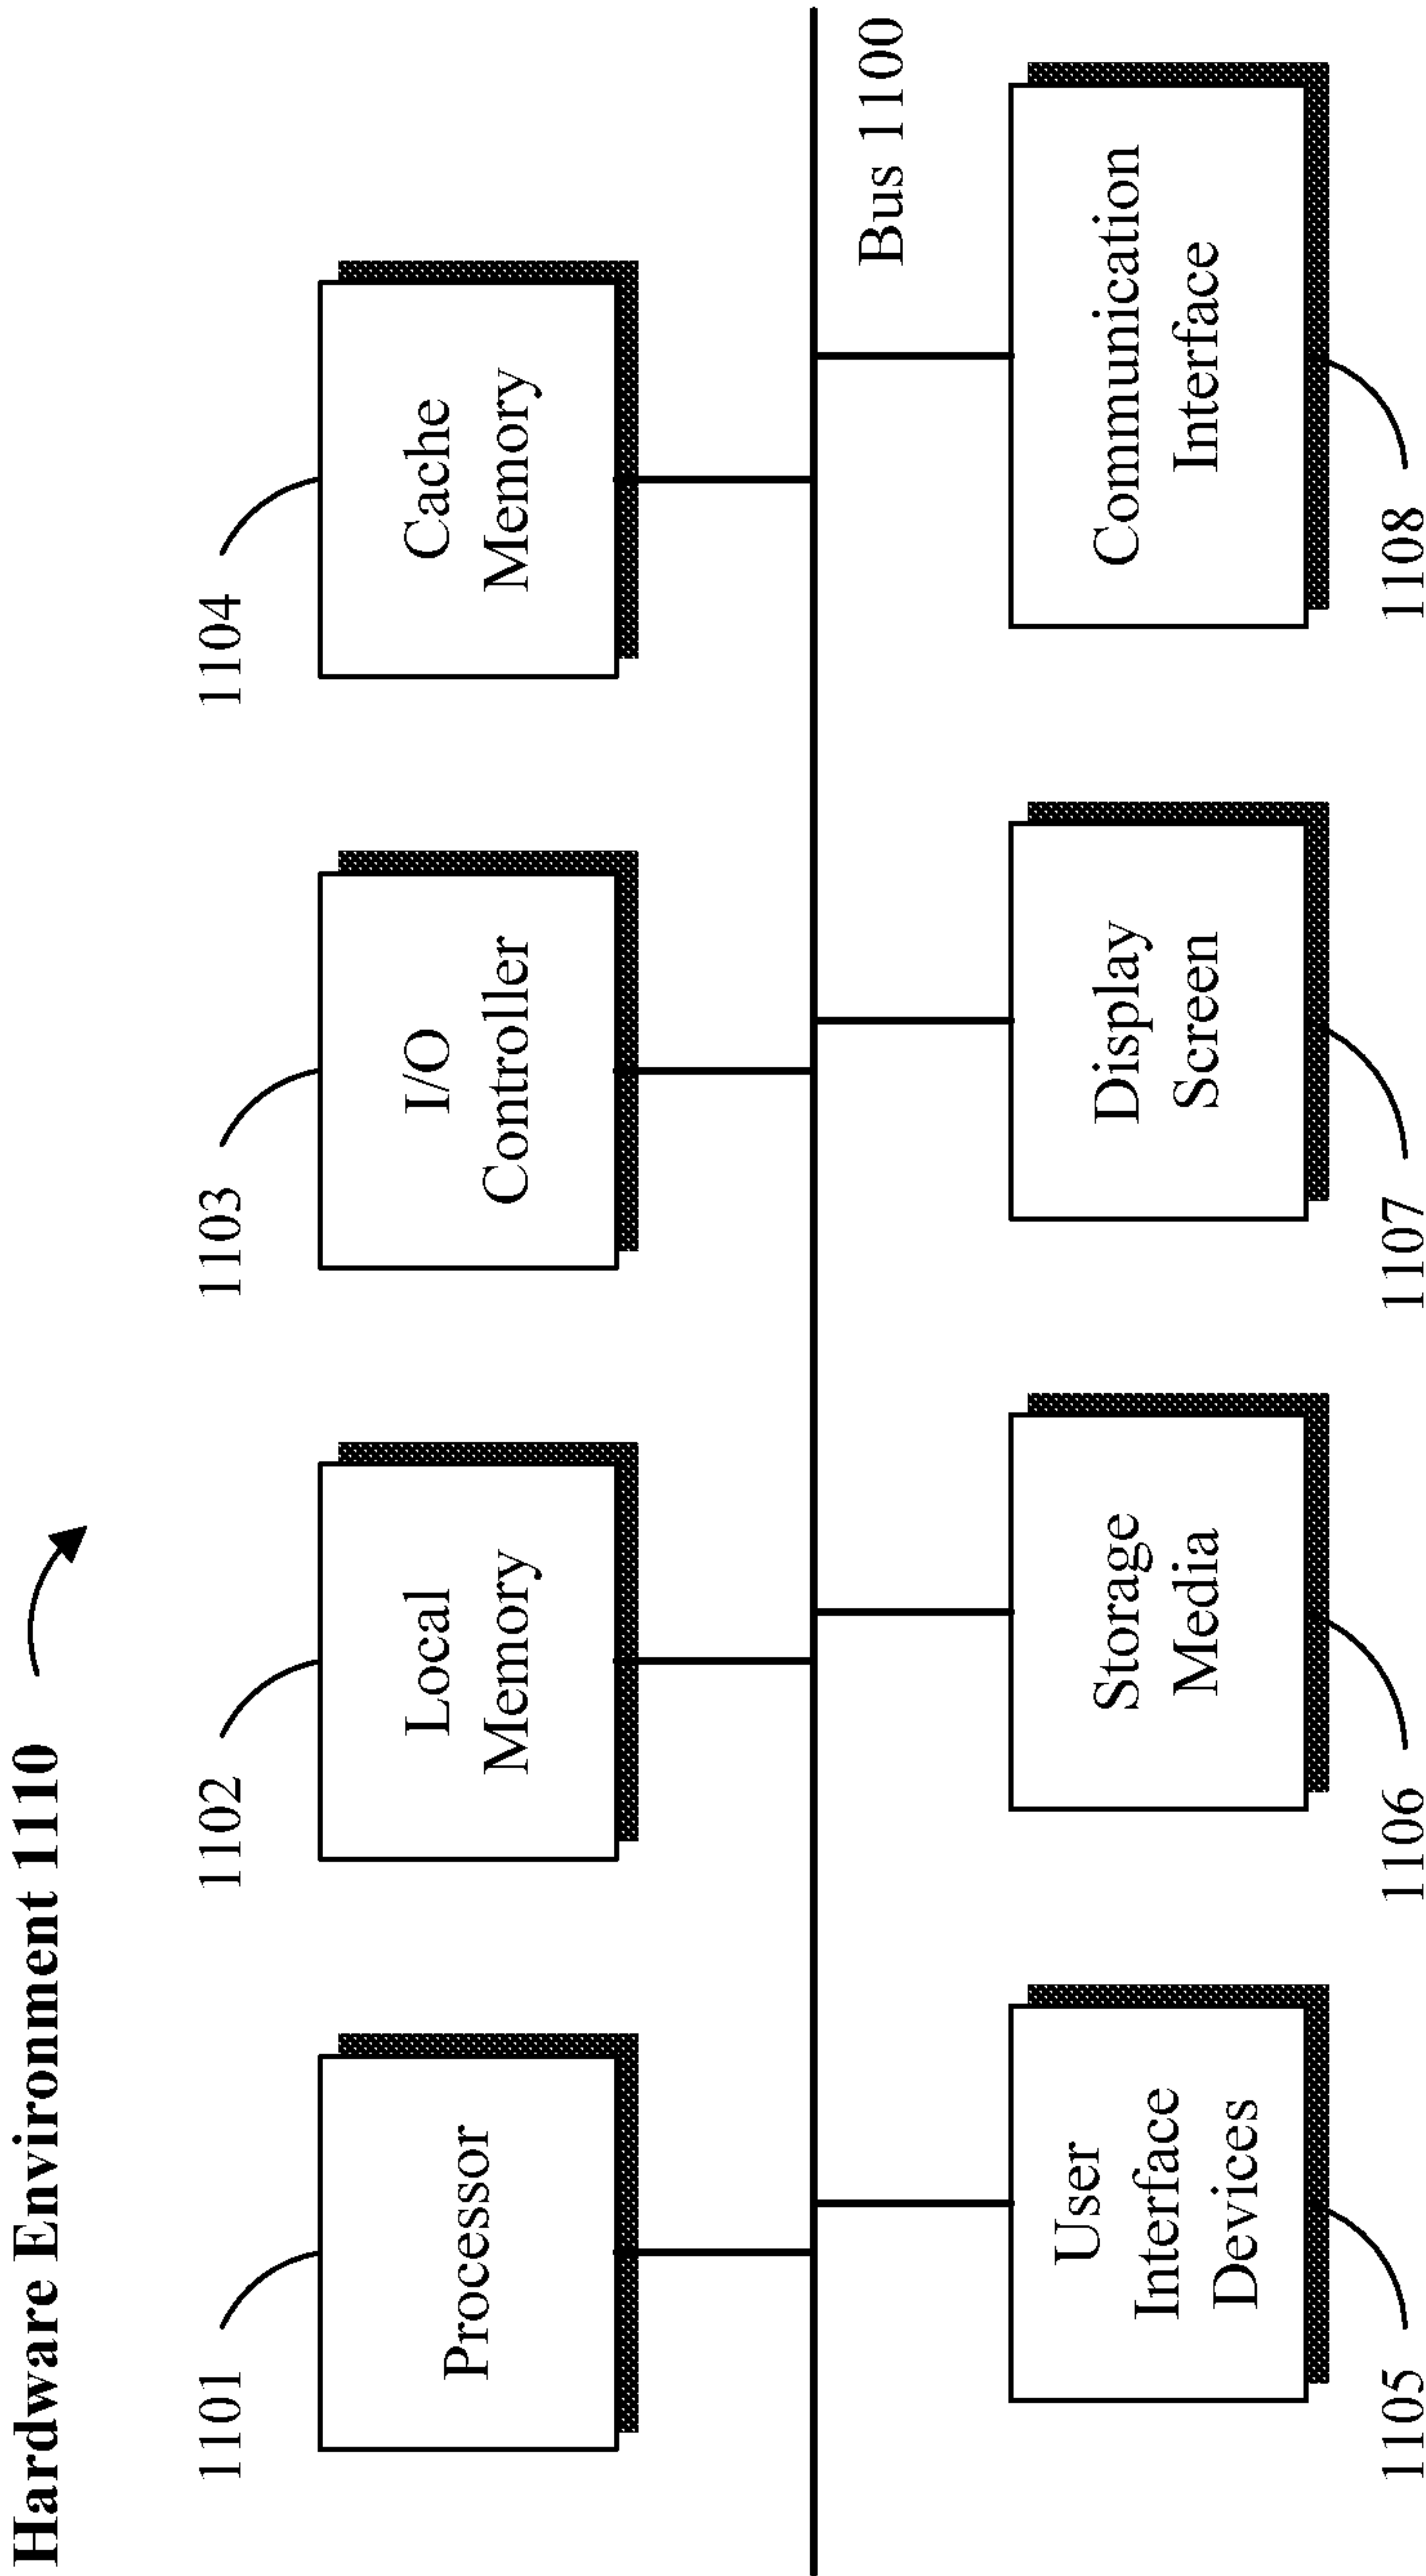 Hardware Environment 1110
1101
1102
1103
1104
Processor
Local
Memory
I/O
Controller
Cache
Memory
Bus 1100
User
Interface
Devices
Storage
Media
Display
Screen
Communication
Interface
1105
1106
1107
1108